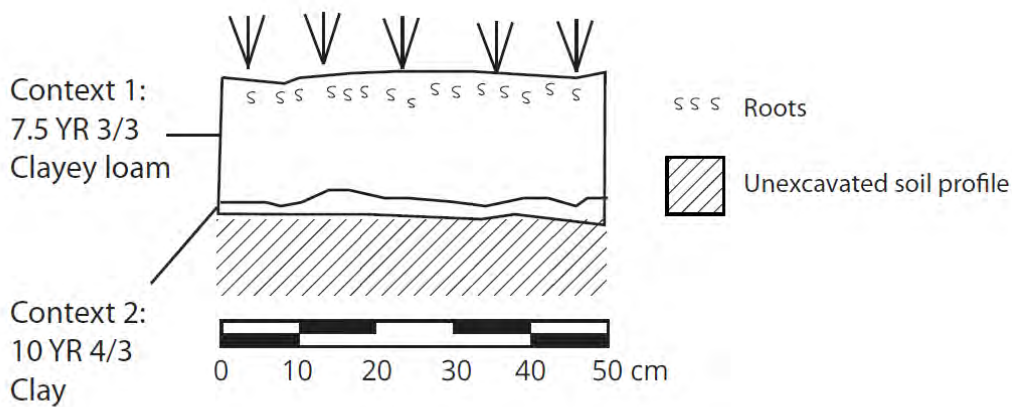 Context 1:
7.5 YR 3/3
Clayey loam
Context 2:
10 YR 4/3
Clay
0 10 20 30 40 50 cm
Roots
Unexcavated soil profile